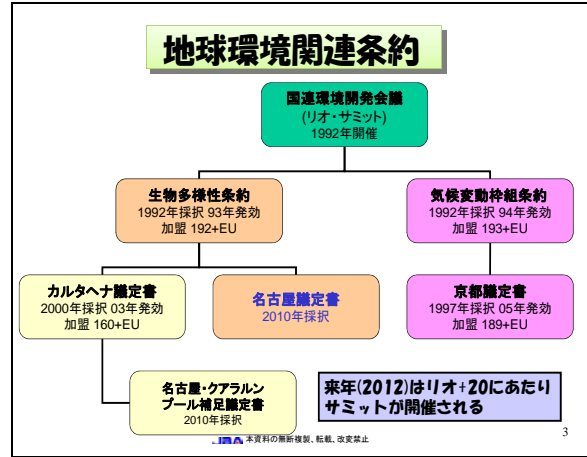 地球環境関連条約
国連環境開発会議
(リオ・サミット)
1992年開催
生物多様性条約
1992年採択 93年発効
加盟 192+EU
気候変動枠組条約
1992年採択 94年発効
加盟 193+EU
カルタヘナ議定書
2000年採択 03年発効
加盟 160+EU
名古屋議定書
2010年採択
京都議定書
1997年採択 05年発効
加盟 189+EU
名古屋・クアラルン
プール補足議定書
2010年採択
来年(2012)はリオ+20にあたり
サミットが開催される
本資料の無断複製、転載、改変禁止
3